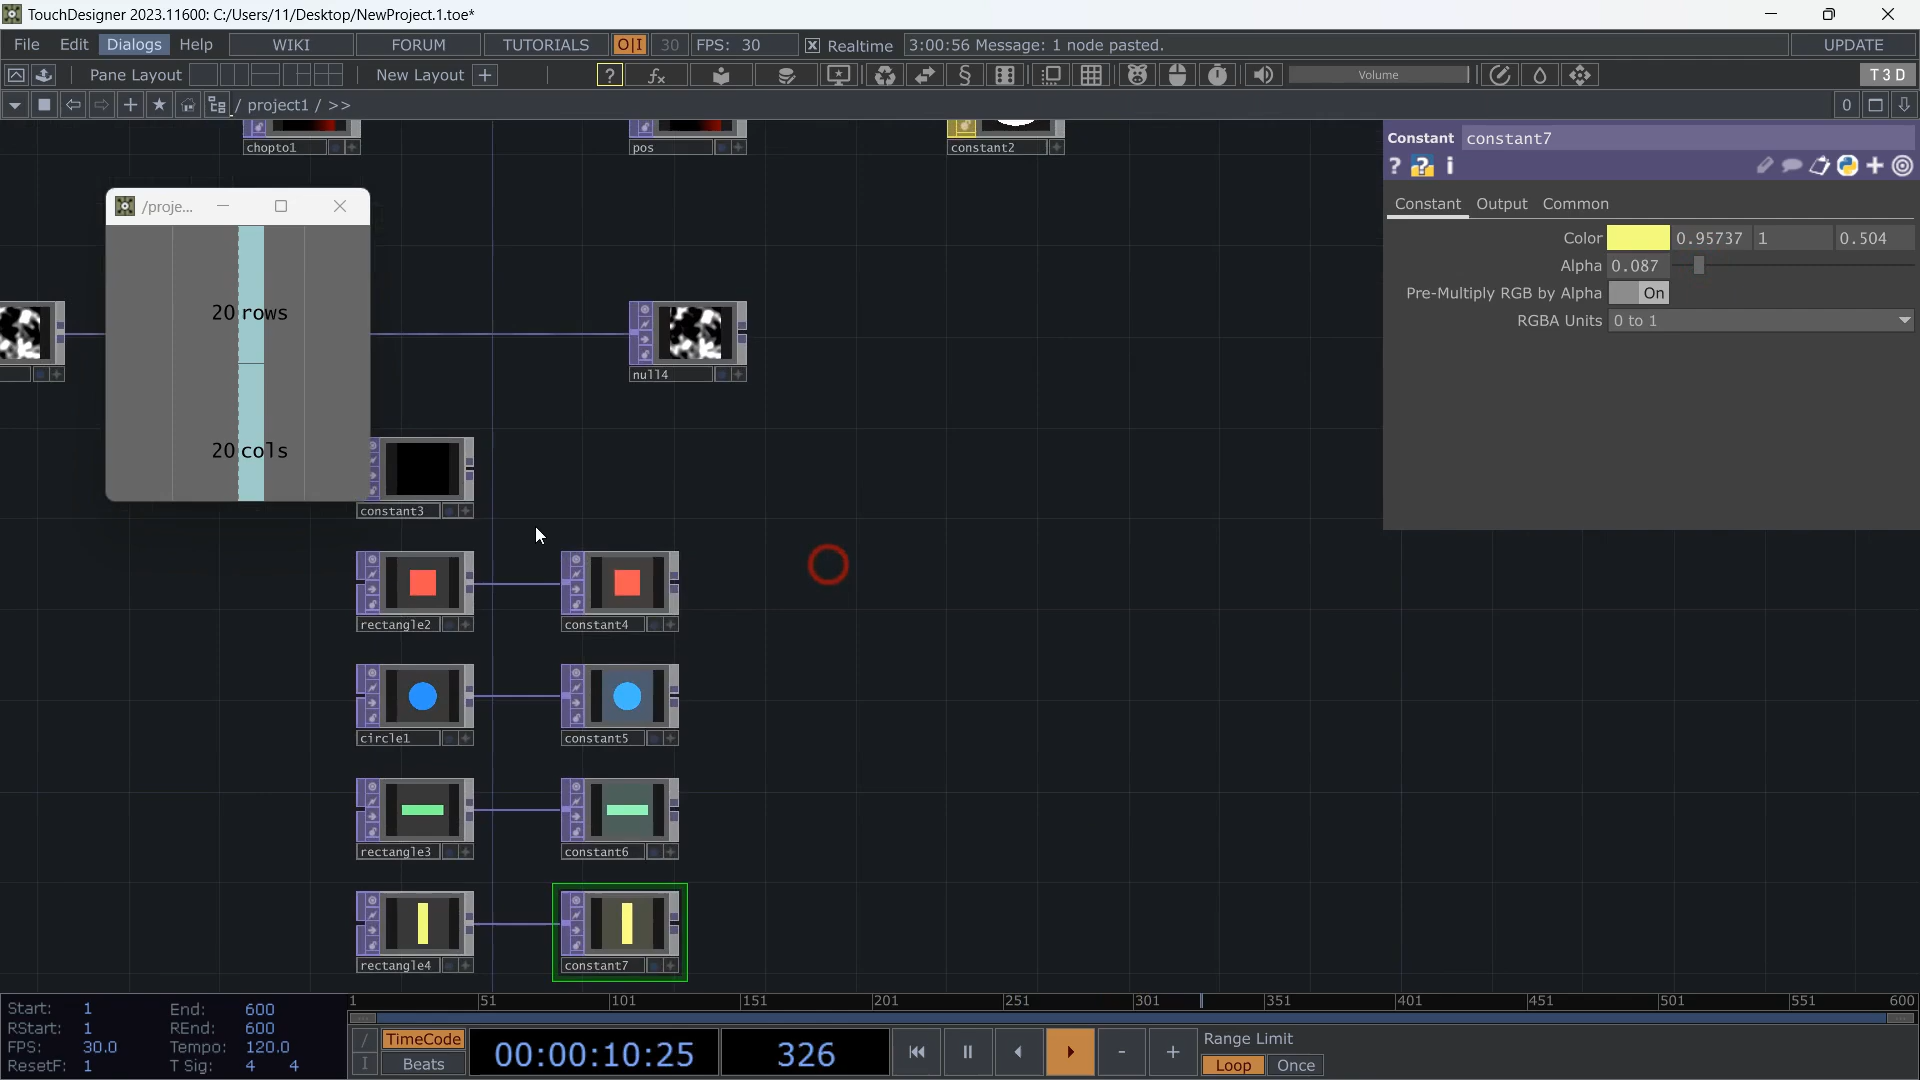 TouchDesigner 2023.11600: C:/Users/11/Desktop/NewProject.1.toe*
File Edit Dialogs Help WIKI FORUM TUTORIALS O|I 30 FPS: 30 Realtime 3:00:56 Message: 1 node pasted. UPDATE
Pane Layout New Layout + ? fx § Volume T3D
/ project1 / >> 0
chopto1 pos constant2
Constant constant7
Constant Output Common
/proje...
Color 0.95737 1 0.504
Alpha 0.087
Pre-Multiply RGB by Alpha On
RGBA Units 0 to 1
20 rows
null4
20 cols
constant3
rectangle2 constant4
circle1 constant5
rectangle3 constant6
rectangle4 constant7
1 51 101 151 201 251 301 351 401 451 501 551 600
Start: 1 End: 600
RStart: 1 REnd: 600
FPS: 30.0 Tempo: 120.0
ResetF: 1 T Sig: 4 4
TimeCode
Beats
00:00:10:25 326
- +
Range Limit
Loop Once